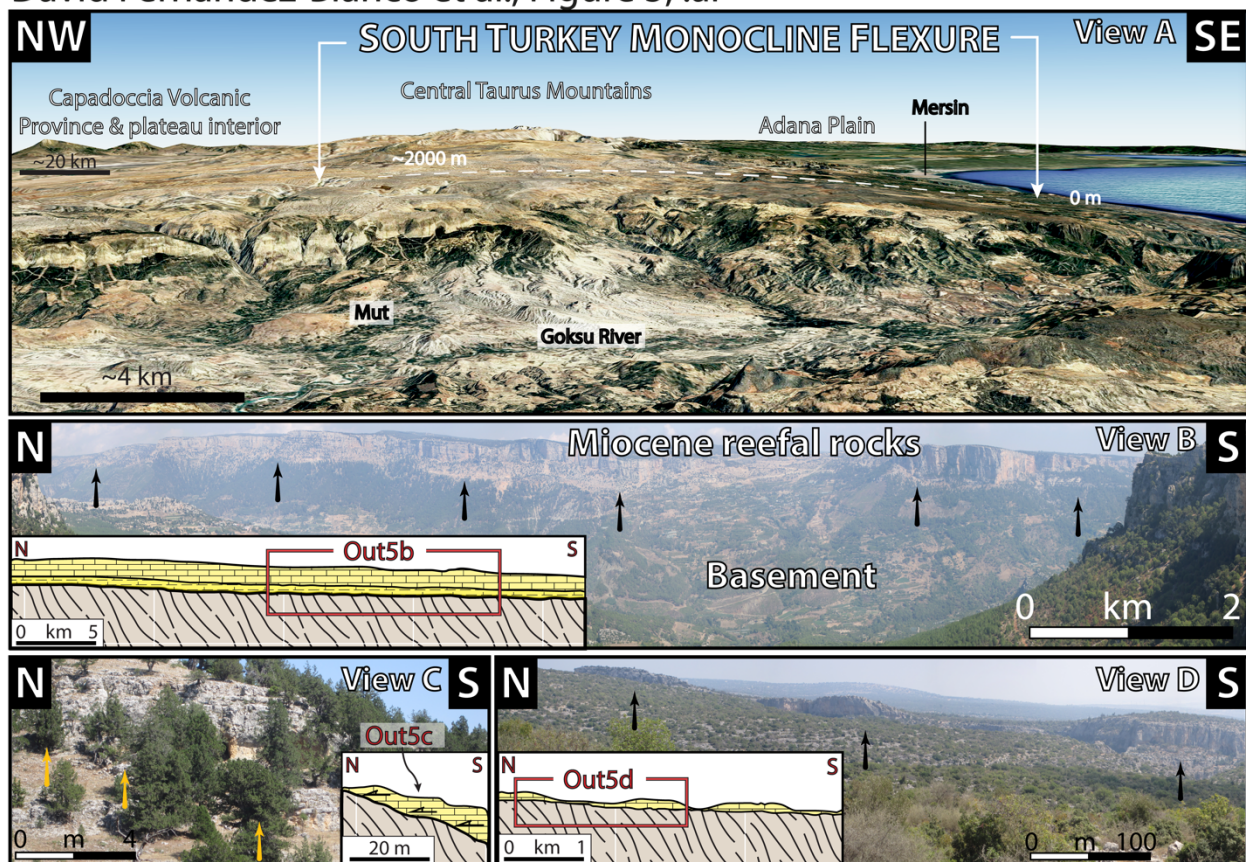 NW
SOUTH TURKEY MONOCLINE FLEXURE
View A
SE
Capadoccia Volcanic
Province & plateau interior
Central Taurus Mountains
Adana Plain
Mersin
~20 km
~2000 m
0 m
Mut
Goksu River
~4 km
N
Miocene reefal rocks
View B
S
N
Out5b
S
Basement
0 km 5
0 km 2
N
View C
S
Out5c
N
S
0 m 4
20 m
N
View D
S
N
Out5d
S
0 km 1
0 m 100